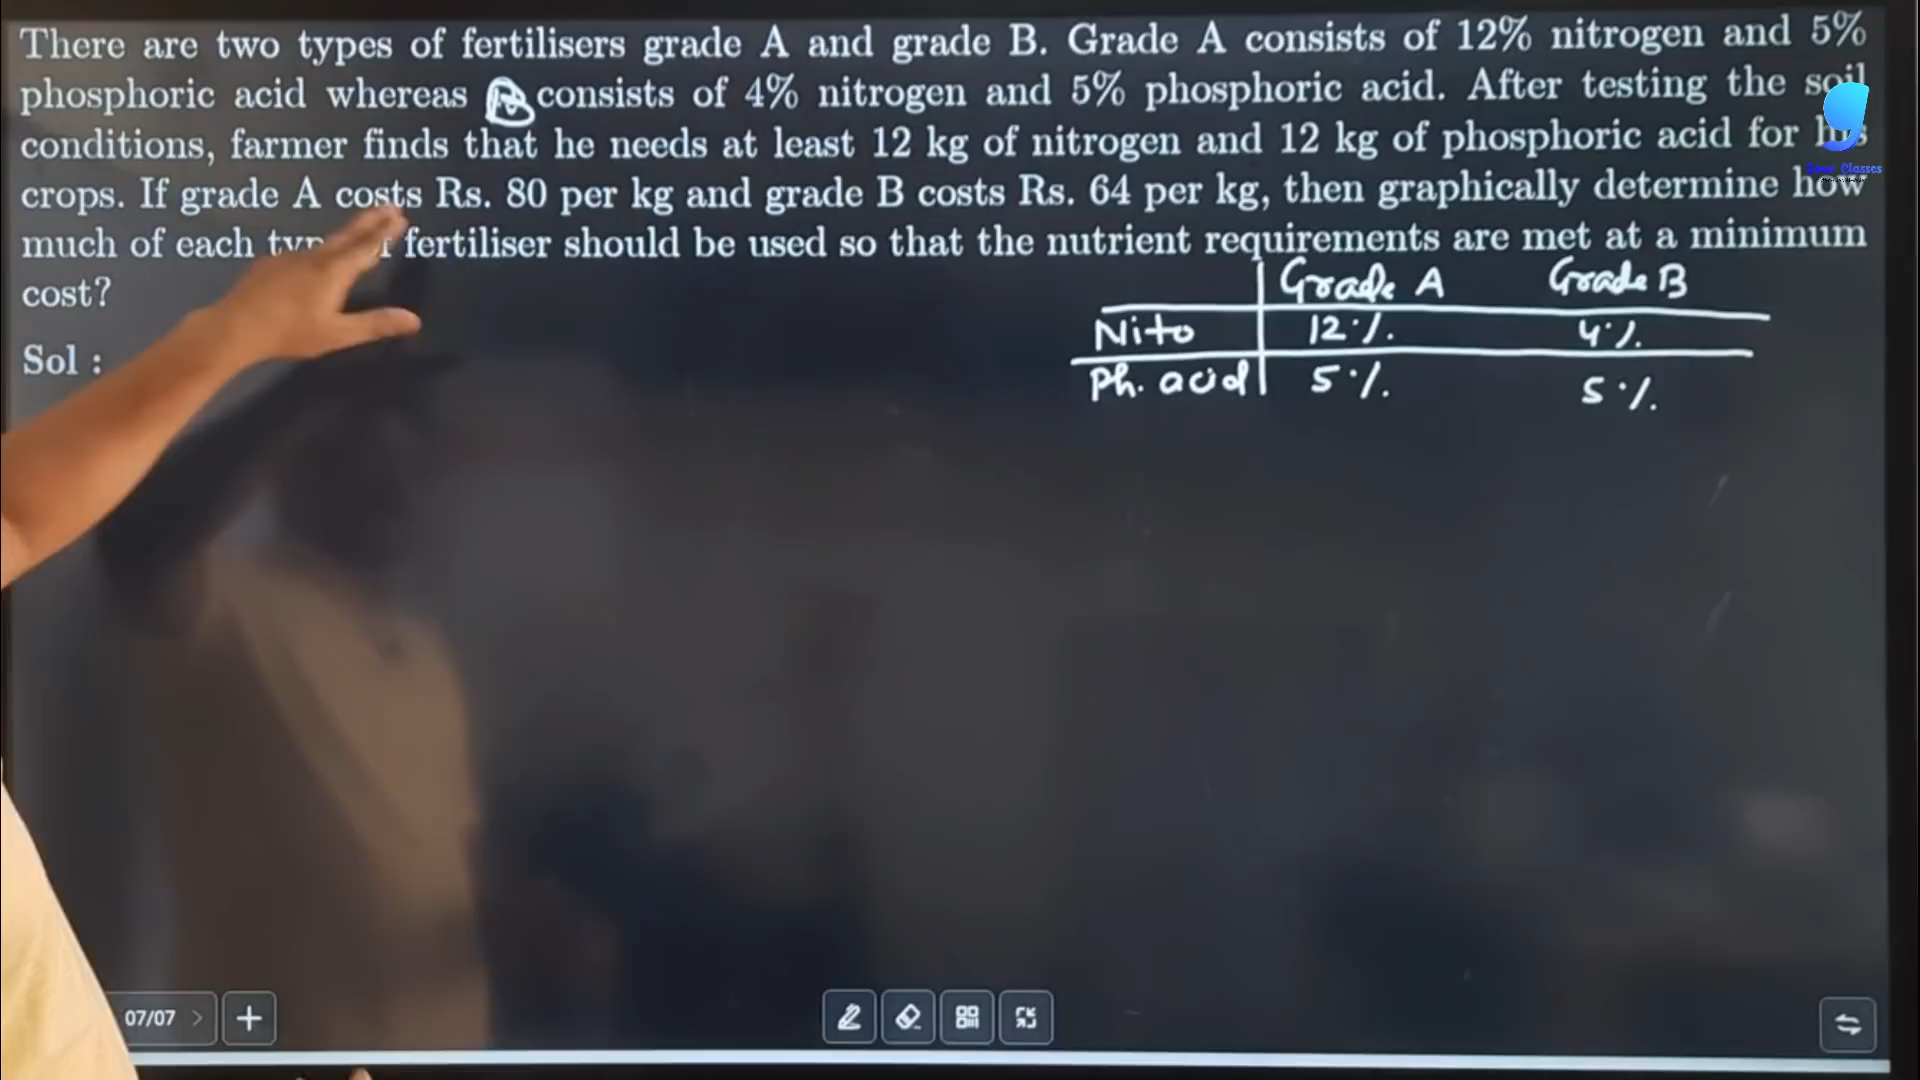 There are two types of fertilisers grade A and grade B. Grade A consists of 12% nitrogen and 5%
phosphoric acid whereas B consists of 4% nitrogen and 5% phosphoric acid. After testing the soil
conditions, farmer finds that he needs at least 12 kg of nitrogen and 12 kg of phosphoric acid for his
crops. If grade A costs Rs. 80 per kg and grade B costs Rs. 64 per kg, then graphically determine how
much of each fertiliser should be used so that the nutrient requirements are met at a minimum
cost?
Grade A Grade B
Nito 12% 4%
Ph. acid 5% 5%
Sol :
07/07